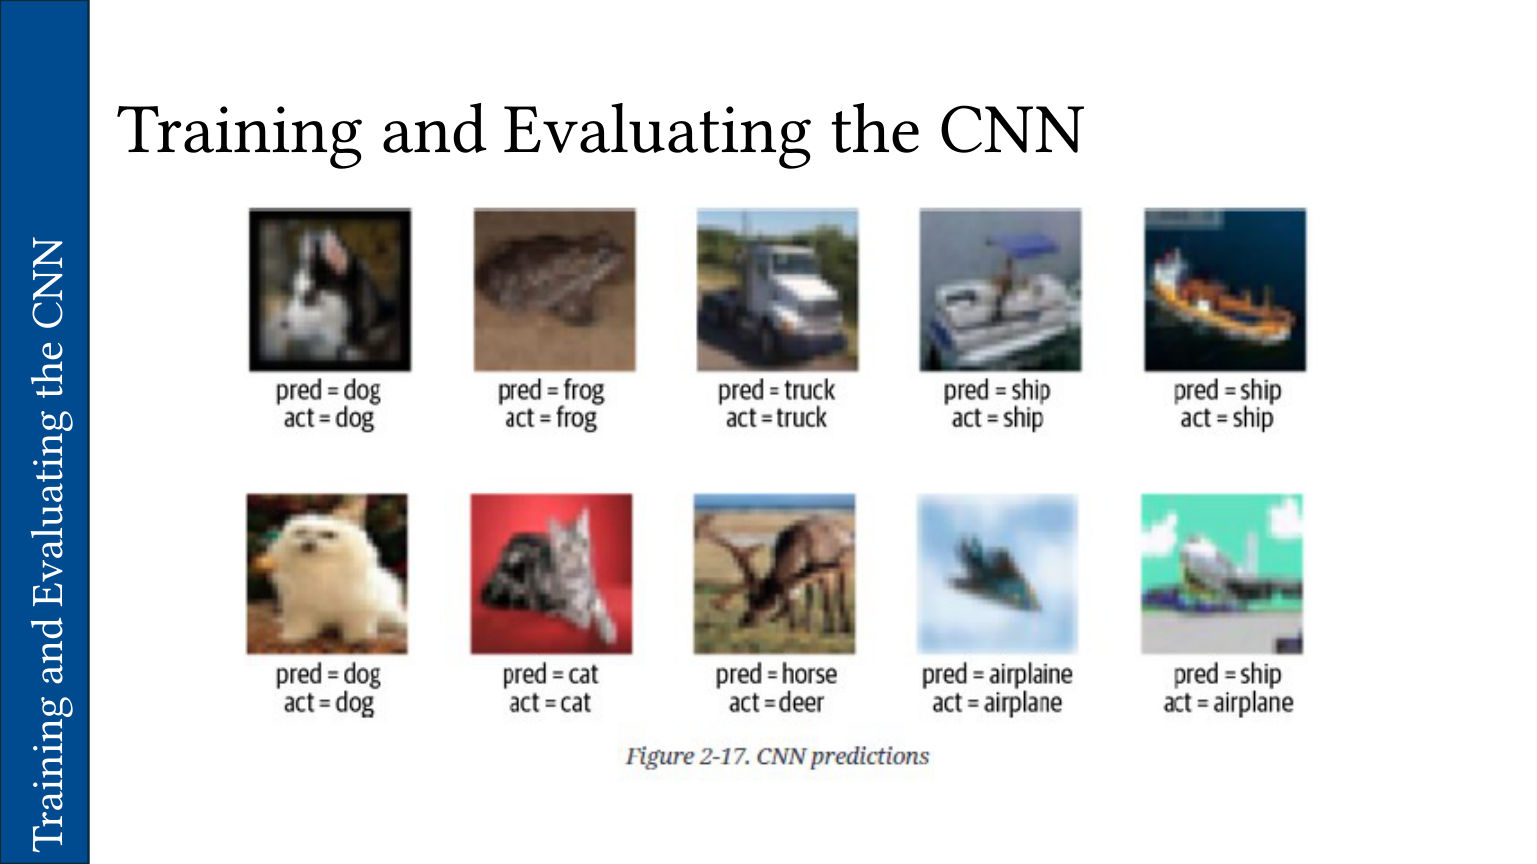 Training and Evaluating the CNN
Training and Evaluating the CNN
pred = dog
act = dog
pred = frog
act = frog
pred = truck
act = truck
pred = ship
act = ship
pred = ship
act = ship
pred = dog
act = dog
pred = cat
act = cat
pred = horse
act = deer
pred = airplaine
act = airplane
pred = ship
act = airplane
Figure 2-17. CNN predictions